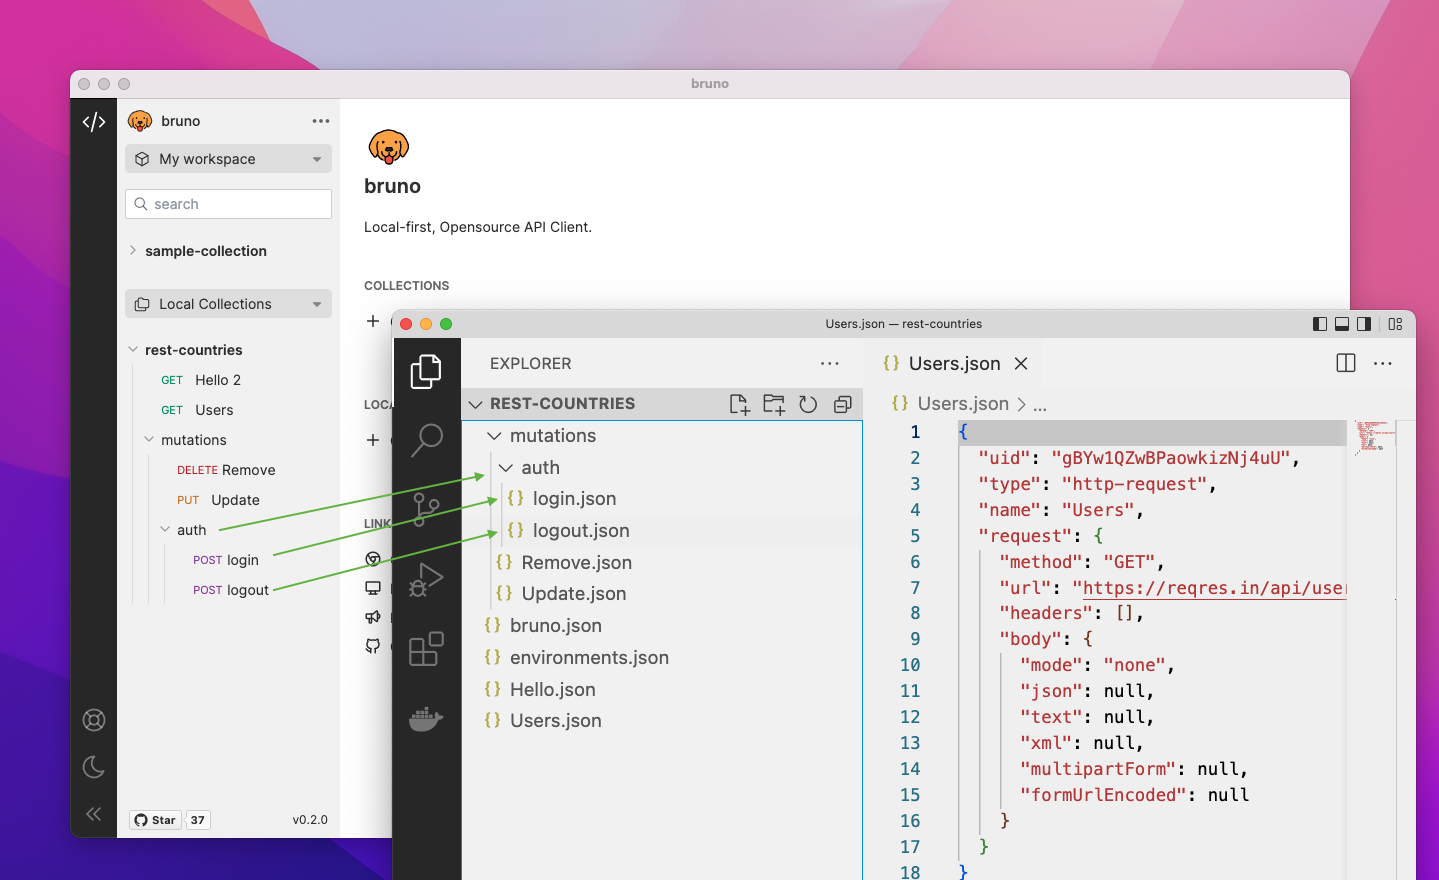 bruno
bruno
My workspace
search
sample-collection
Local Collections
rest-countries
GET Hello 2
GET Users
mutations
DELETE Remove
PUT Update
auth
POST login
POST logout
Star 37
v0.2.0
bruno
Local-first, Opensource API Client.
COLLECTIONS
LOCA
LINK
Users.json — rest-countries
EXPLORER
REST-COUNTRIES
mutations
auth
login.json
logout.json
Remove.json
Update.json
bruno.json
environments.json
Hello.json
Users.json
{} Users.json
{} Users.json > ...
1 {
2 "uid": "gBYw1QZwBPaowkizNj4uU",
3 "type": "http-request",
4 "name": "Users",
5 "request": {
6 "method": "GET",
7 "url": "https://reqres.in/api/user
8 "headers": [],
9 "body": {
10 "mode": "none",
11 "json": null,
12 "text": null,
13 "xml": null,
14 "multipartForm": null,
15 "formUrlEncoded": null
16 }
17 }
18 }